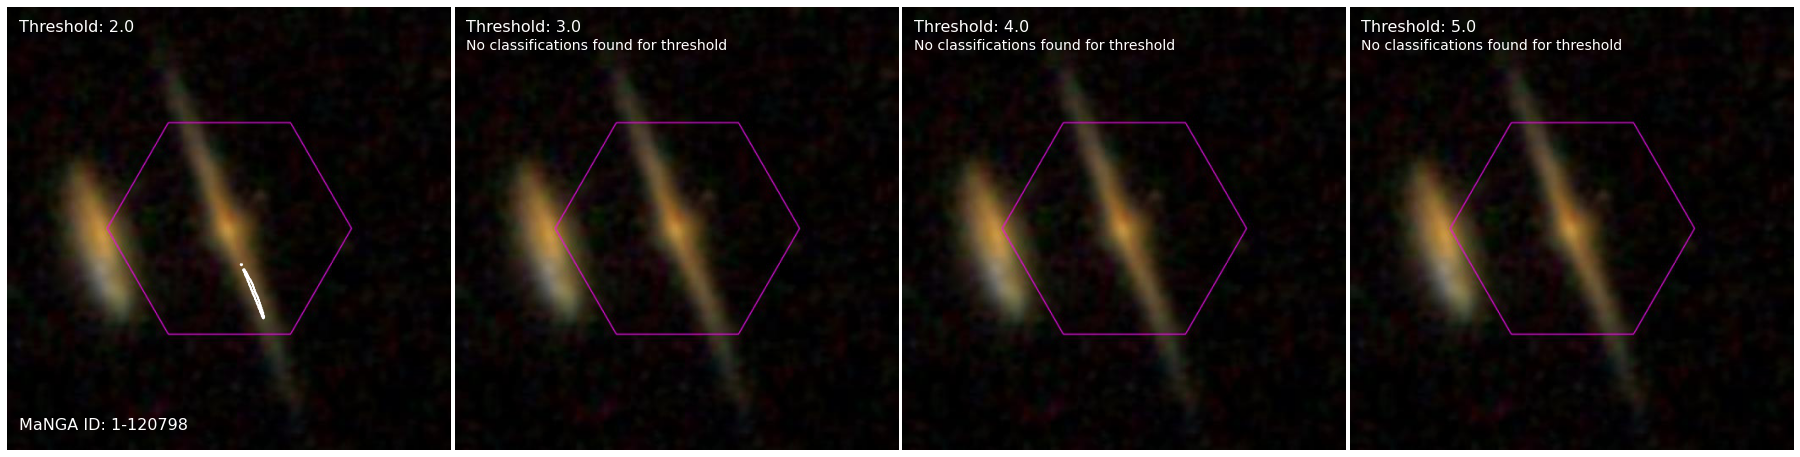 Threshold: 2.0
MaNGA ID: 1-120798
Threshold: 3.0
No classifications found for threshold
Threshold: 4.0
No classifications found for threshold
Threshold: 5.0
No classifications found for threshold